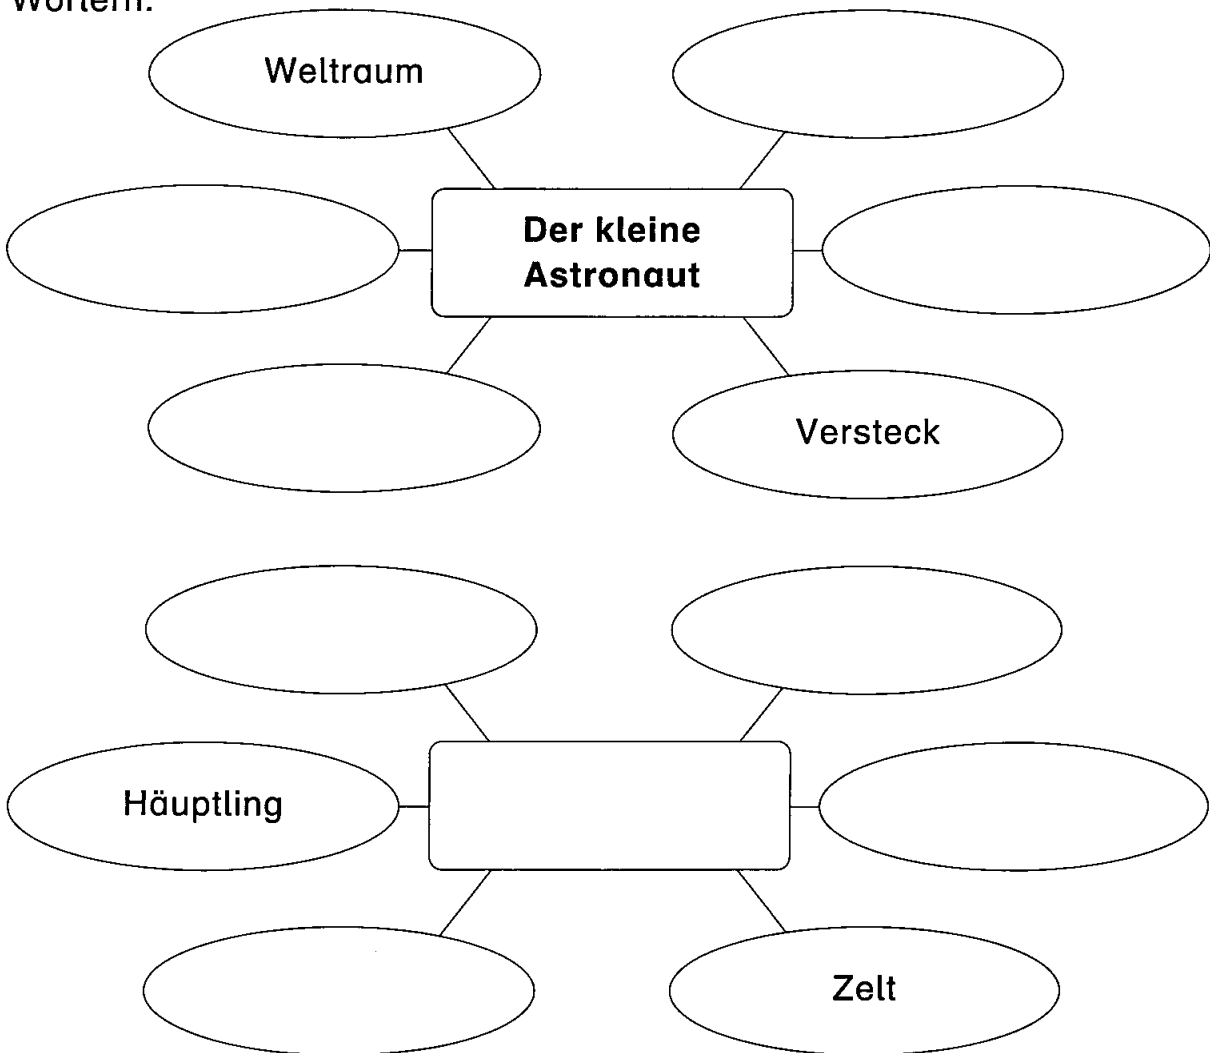 Wörtern.
Weltraum
Der kleine
Astronaut
Versteck
Häuptling
Zelt